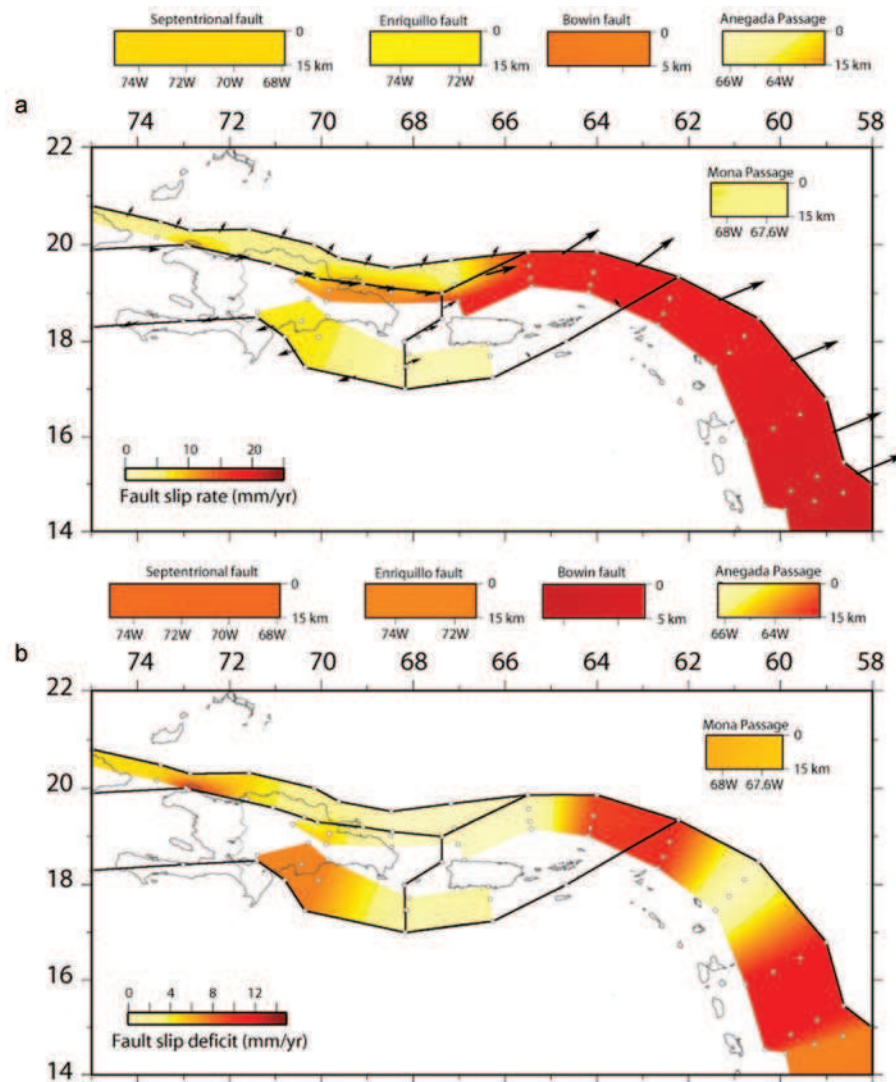 Septentrional fault
Enriquillo fault
Bowin fault
Anegada Passage
0
0
0
0
15 km
15 km
5 km
15 km
74W 72W 70W 68W
74W 72W
66W 64W
a
74 72 70 68 66 64 62 60 58
22
20
18
16
14
Mona Passage
0
15 km
68W 67.6W
0 10 20
Fault slip rate (mm/yr)
Septentrional fault
Enriquillo fault
Bowin fault
Anegada Passage
0
0
0
0
15 km
15 km
5 km
15 km
74W 72W 70W 68W
74W 72W
66W 64W
b
74 72 70 68 66 64 62 60 58
22
20
18
16
14
Mona Passage
0
15 km
68W 67.6W
0 4 8 12
Fault slip deficit (mm/yr)